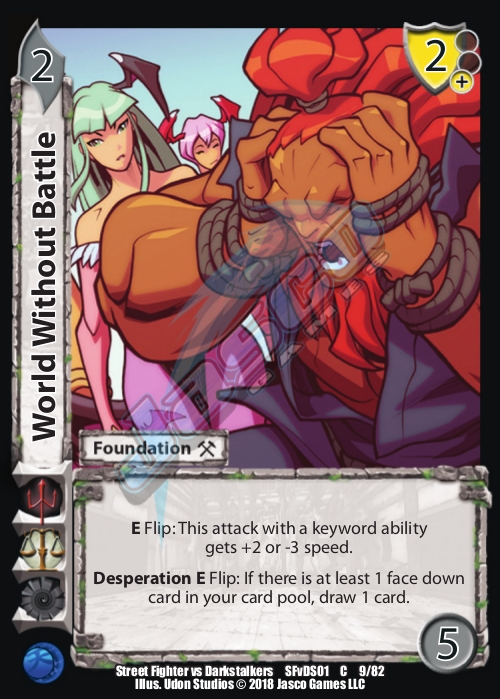 2
2
+
World Without Battle
Foundation
E Flip: This attack with a keyword ability
gets +2 or -3 speed.
Desperation E Flip: If there is at least 1 face down
card in your card pool, draw 1 card.
5
Street Fighter vs Darkstalkers SFvDS01 C 9/82
Illus. Udon Studios © 2018 Jasco Games LLC